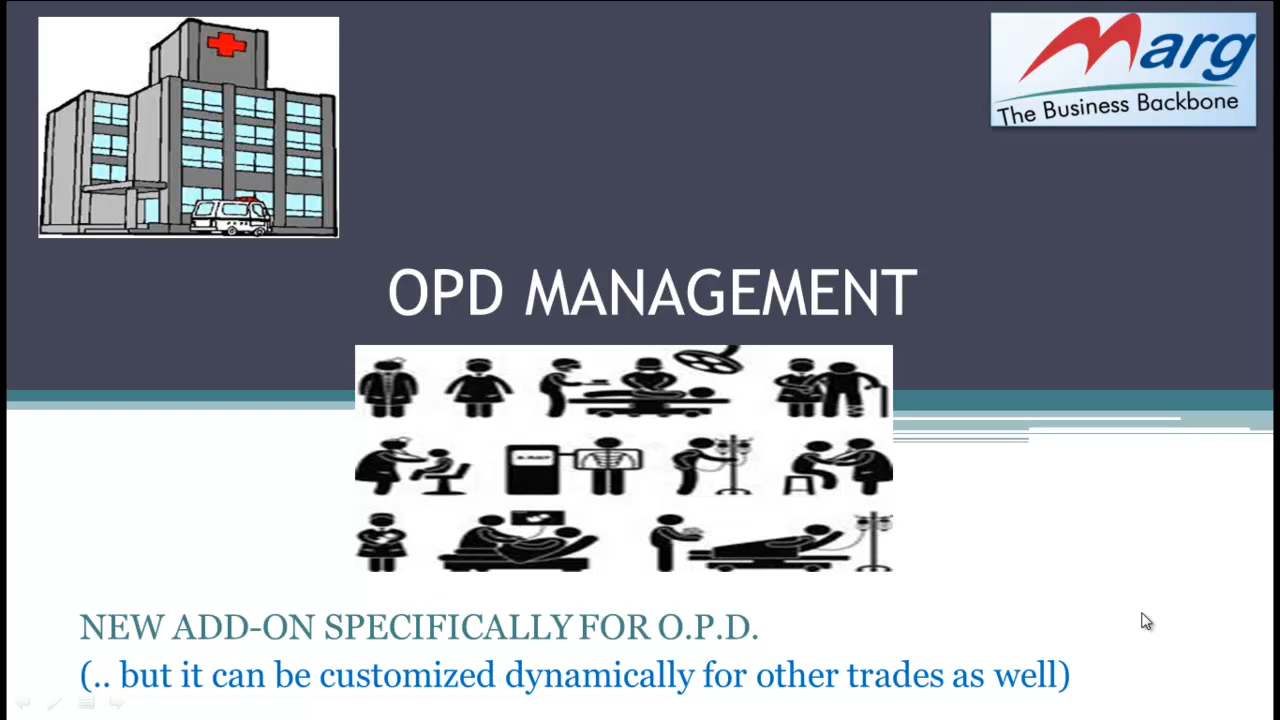 Marg
The Business Backbone
OPD MANAGEMENT
NEW ADD-ON SPECIFICALLY FOR O.P.D.
(.. but it can be customized dynamically for other trades as well)